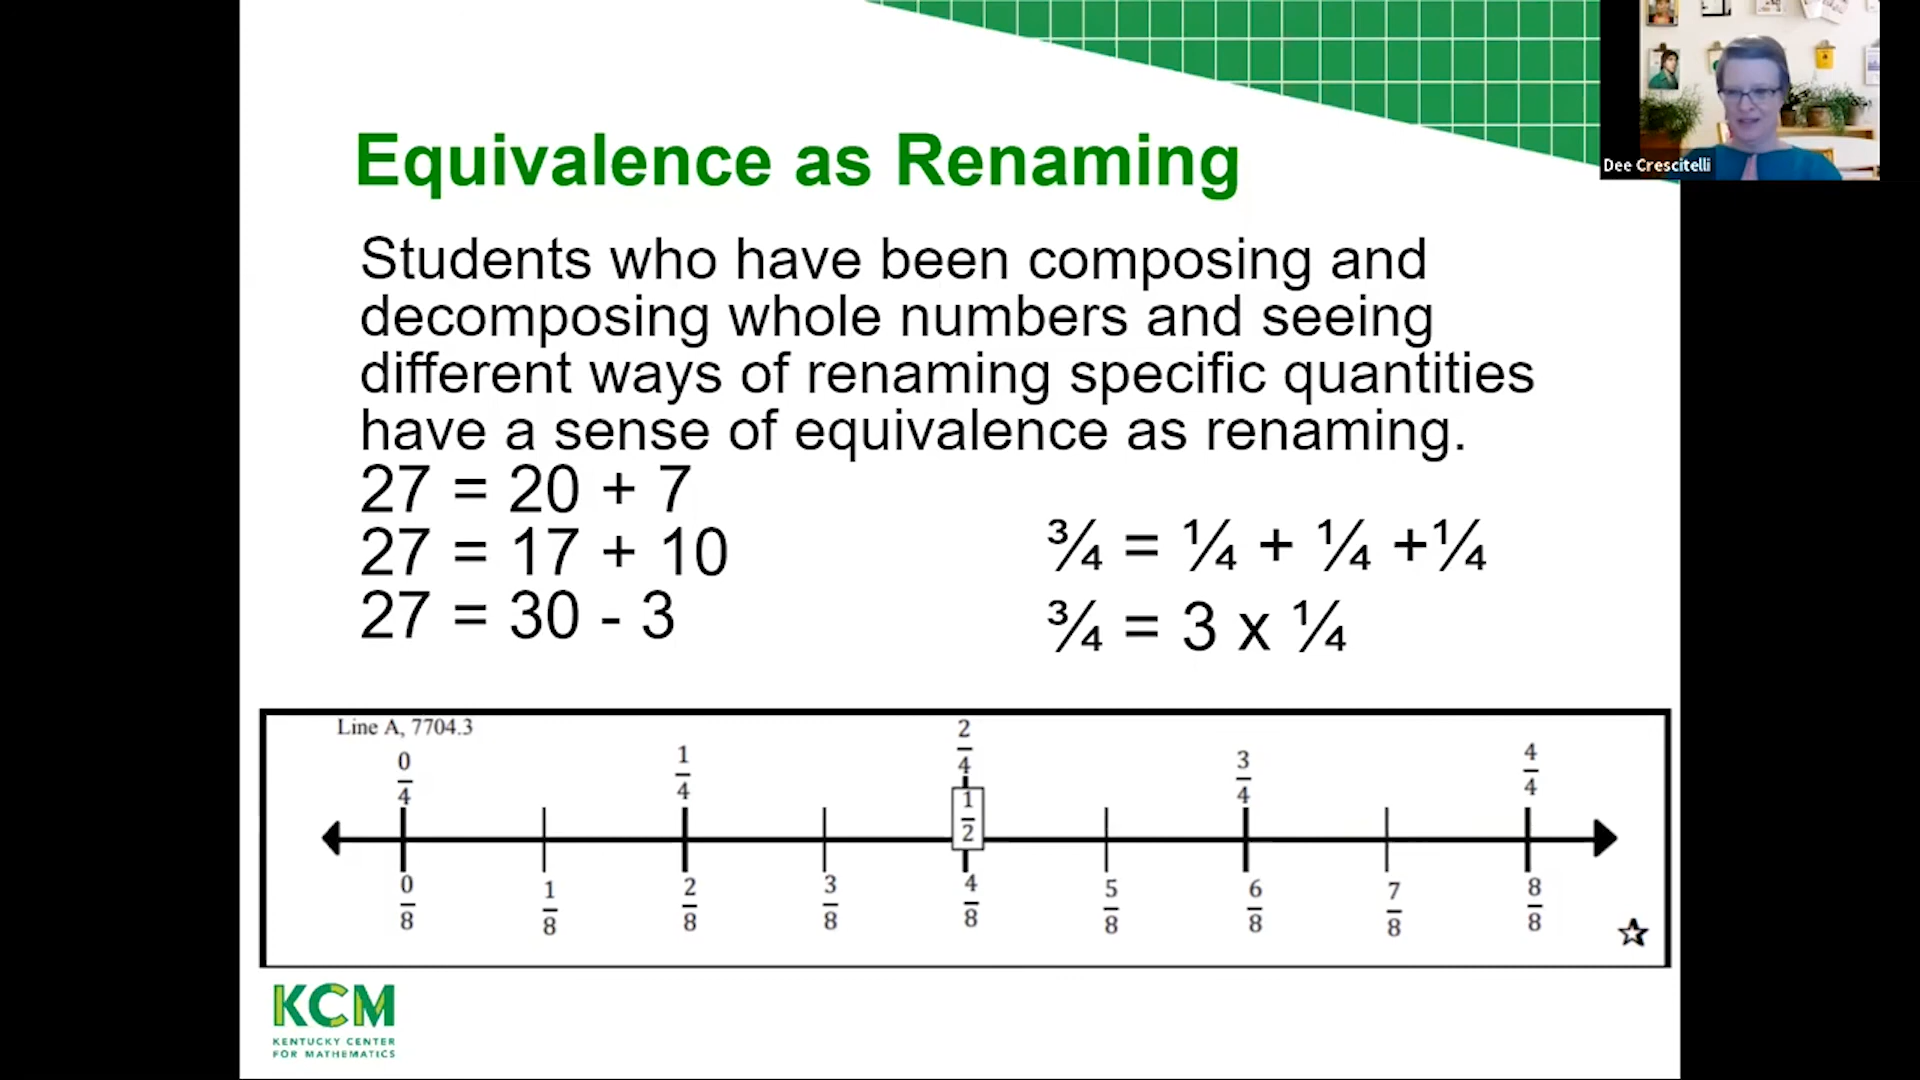 Equivalence as Renaming
Dee Crescitelli
Students who have been composing and
decomposing whole numbers and seeing
different ways of renaming specific quantities
have a sense of equivalence as renaming.
27 = 20 + 7
27 = 17 + 10
27 = 30 - 3
¾ = ¼ + ¼ +¼
¾ = 3 x ¼
Line A, 7704.3
0/4 1/4 2/4 3/4 4/4
1/2
0/8 1/8 2/8 3/8 4/8 5/8 6/8 7/8 8/8
KCM
KENTUCKY CENTER
FOR MATHEMATICS